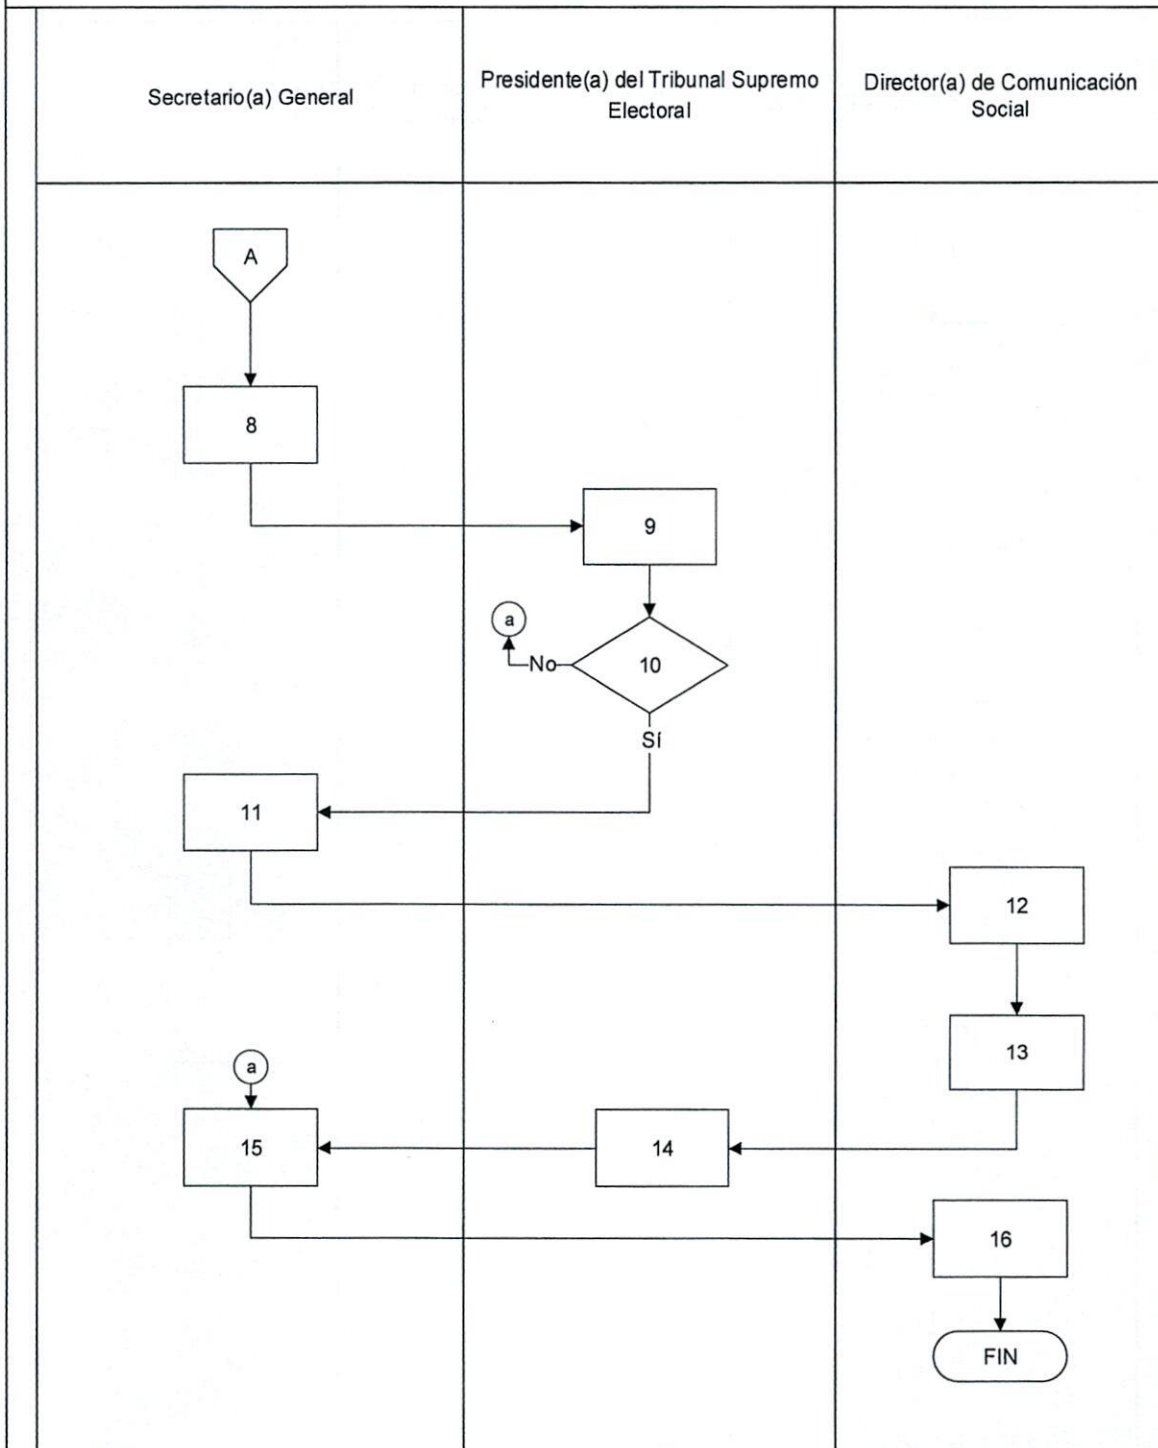 Secretario(a) General
Presidente(a) del Tribunal Supremo
Electoral
Director(a) de Comunicación
Social
A
8
9
a
No
10
Sí
11
12
13
a
15
14
16
FIN